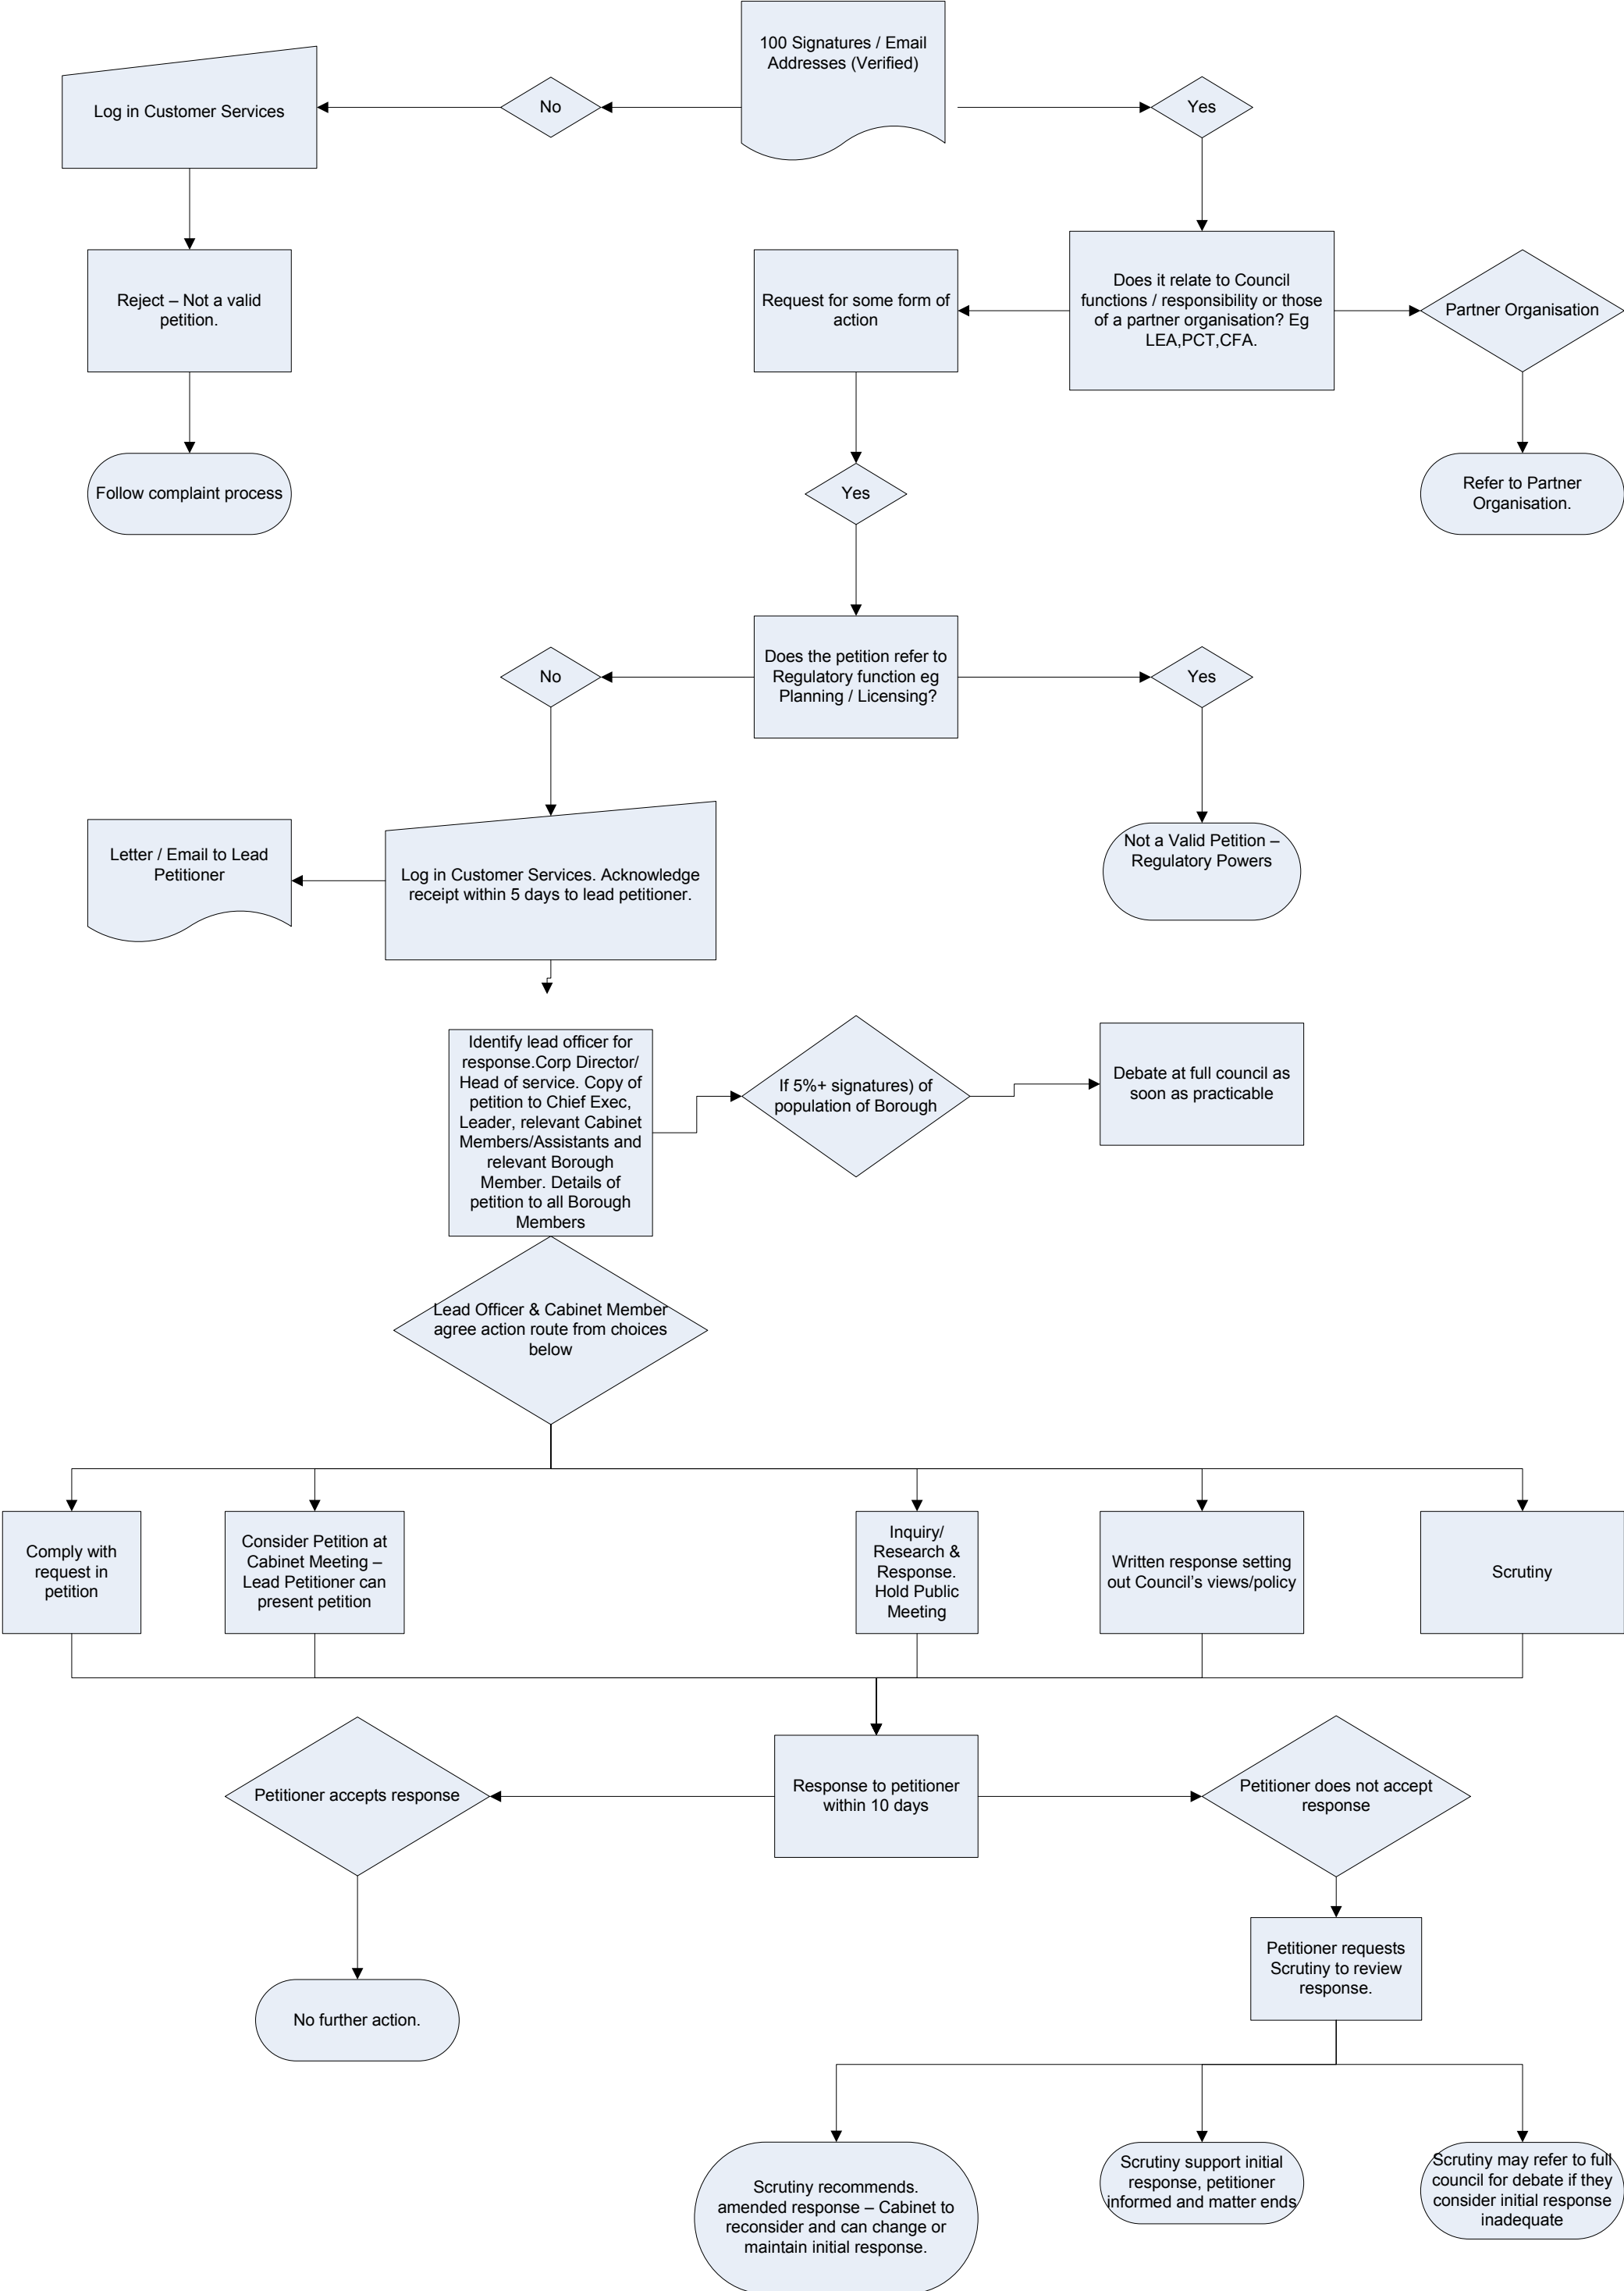 100 Signatures / Email
Addresses (Verified)
Log in Customer Services
No
Yes
Reject – Not a valid
petition.
Request for some form of
action
Does it relate to Council
functions / responsibility or those
of a partner organisation? Eg
LEA,PCT,CFA.
Partner Organisation
Follow complaint process
Yes
Refer to Partner
Organisation.
No
Does the petition refer to
Regulatory function eg
Planning / Licensing?
Yes
Letter / Email to Lead
Petitioner
Log in Customer Services. Acknowledge
receipt within 5 days to lead petitioner.
Not a Valid Petition –
Regulatory Powers
Identify lead officer for
response.Corp Director/
Head of service. Copy of
petition to Chief Exec,
Leader, relevant Cabinet
Members/Assistants and
relevant Borough
Member. Details of
petition to all Borough
Members
If 5%+ signatures) of
population of Borough
Debate at full council as
soon as practicable
Lead Officer & Cabinet Member
agree action route from choices
below
Comply with
request in
petition
Consider Petition at
Cabinet Meeting –
Lead Petitioner can
present petition
Inquiry/
Research &
Response.
Hold Public
Meeting
Written response setting
out Council's views/policy
Scrutiny
Petitioner accepts response
Response to petitioner
within 10 days
Petitioner does not accept
response
Petitioner requests
Scrutiny to review
response.
No further action.
Scrutiny recommends.
amended response – Cabinet to
reconsider and can change or
maintain initial response.
Scrutiny support initial
response, petitioner
informed and matter ends
Scrutiny may refer to full
council for debate if they
consider initial response
inadequate